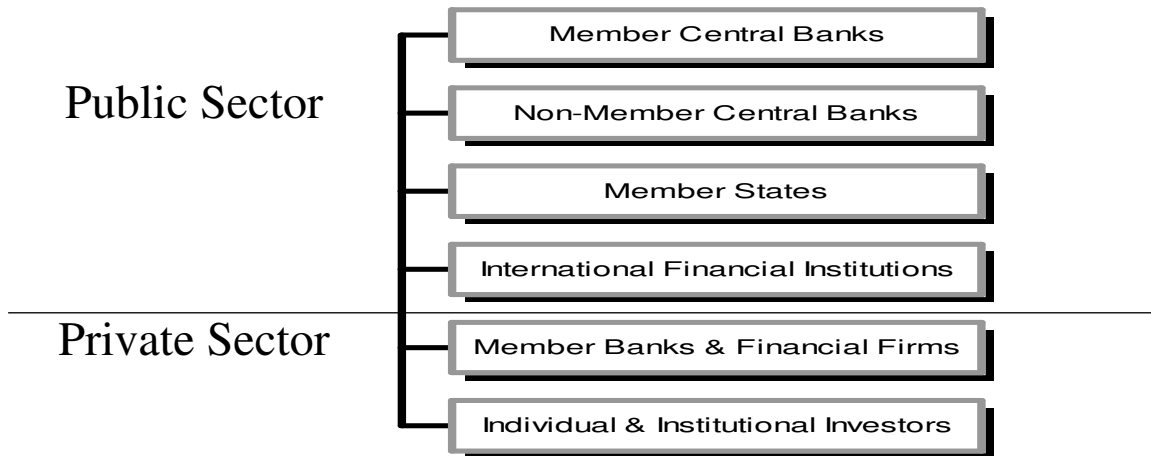 Public Sector
Member Central Banks
Non-Member Central Banks
Member States
International Financial Institutions
Private Sector
Member Banks & Financial Firms
Individual & Institutional Investors